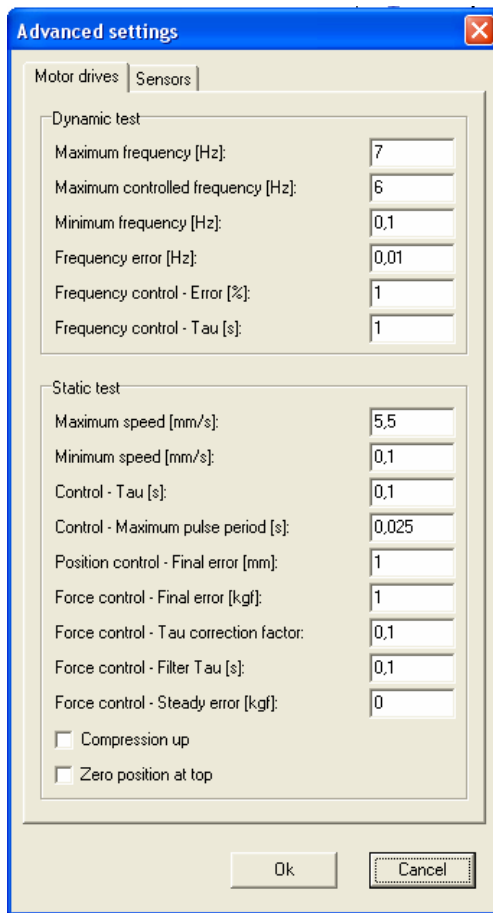 Advanced settings
Motor drives Sensors
Dynamic test
Maximum frequency [Hz]: 7
Maximum controlled frequency [Hz]: 6
Minimum frequency [Hz]: 0,1
Frequency error [Hz]: 0,01
Frequency control - Error [%]: 1
Frequency control - Tau [s]: 1
Static test
Maximum speed [mm/s]: 5,5
Minimum speed [mm/s]: 0,1
Control - Tau [s]: 0,1
Control - Maximum pulse period [s]: 0,025
Position control - Final error [mm]: 1
Force control - Final error [kgf]: 1
Force control - Tau correction factor: 0,1
Force control - Filter Tau [s]: 0,1
Force control - Steady error [kgf]: 0
Compression up
Zero position at top
Ok Cancel